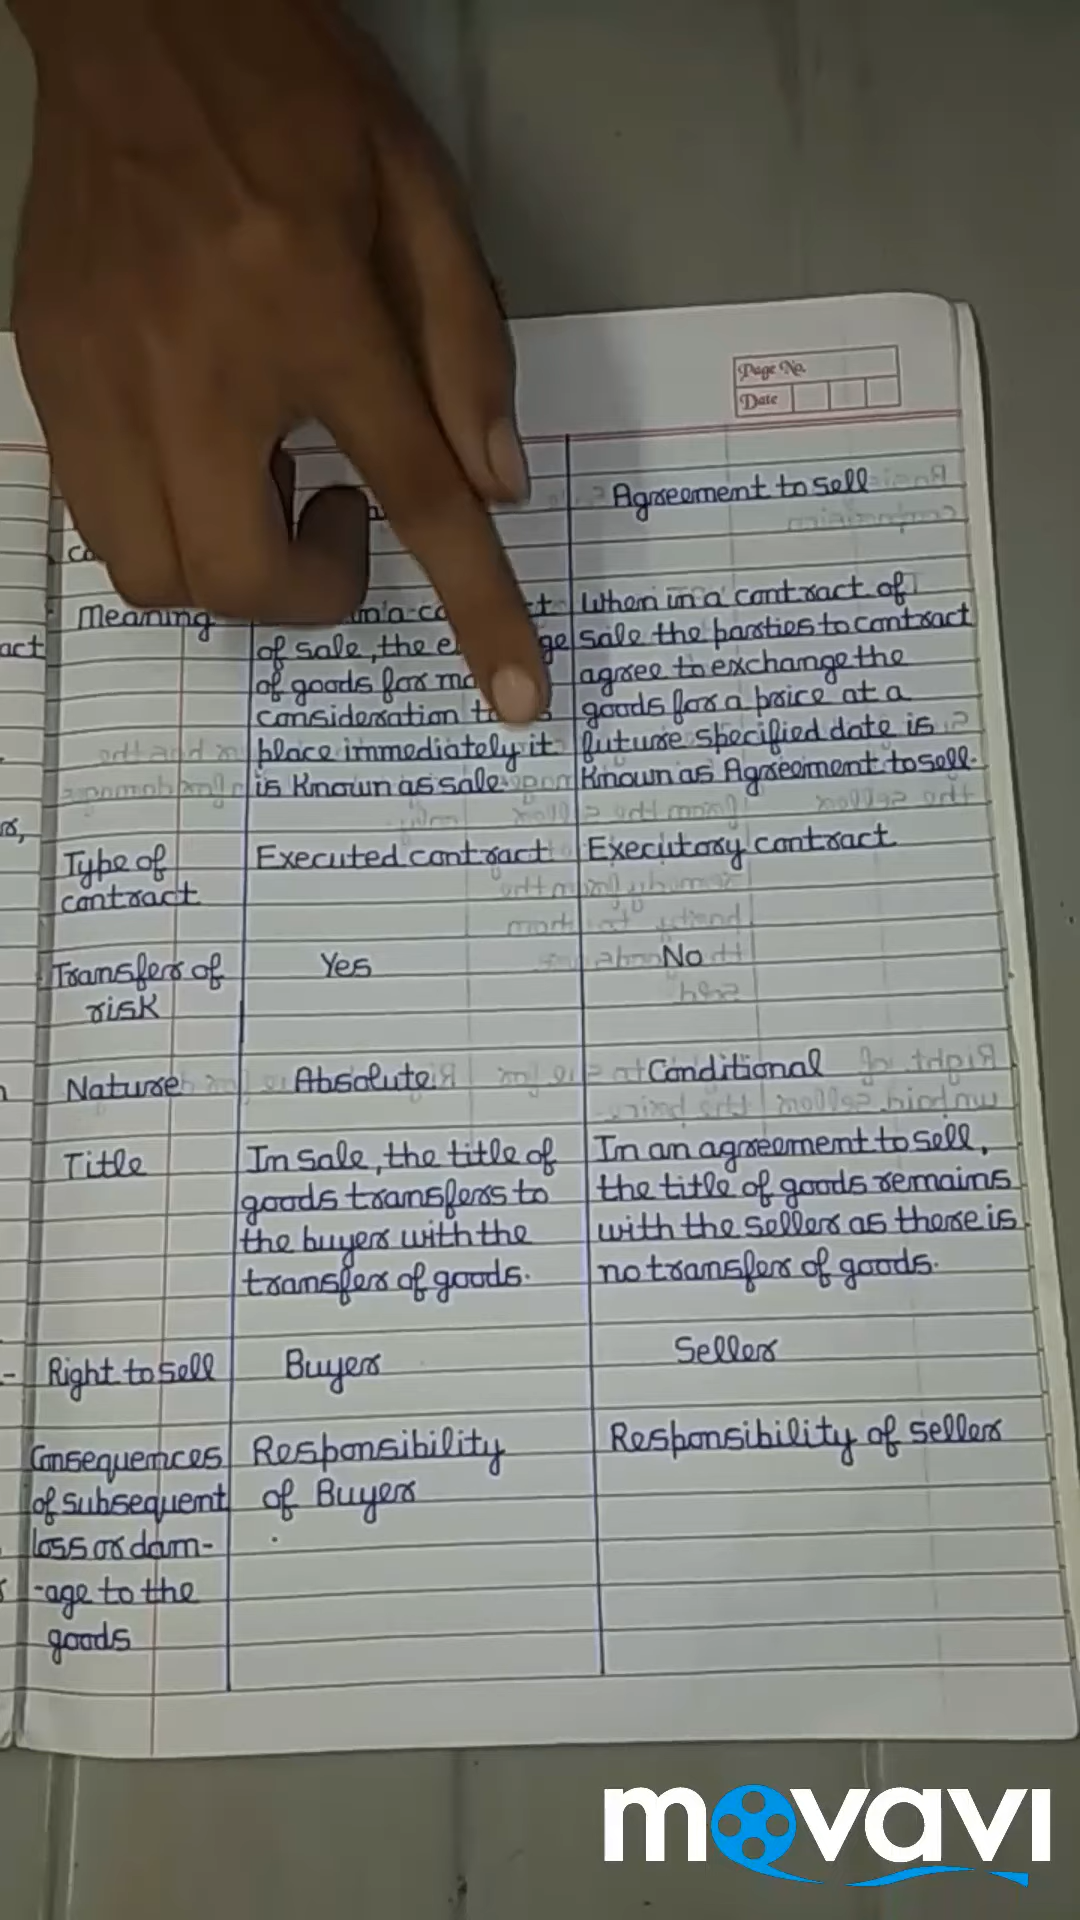 Page No.
Date
Agreement to sell
Meaning
in a
of sale, the
of goods for
consideration
place immediately it
is Known as sale.
When in a contract of
sale the parties to contract
agree to exchange the
goods for a price at a
future specified date is
Known as Agreement to sell.
Type of
contract
Executed contract
Executory contract
Transfer of
risk
Yes
No
Nature
Absolute
Conditional
Title
In sale, the title of
goods transfers to
the buyer with the
transfer of goods.
In an agreement to sell,
the title of goods remains
with the seller as there is
no transfer of goods.
Right to sell
Buyer
Seller
Consequences
of subsequent
loss or dam-
-age to the
goods
Responsibility
of Buyer
Responsibility of seller
act
movavi